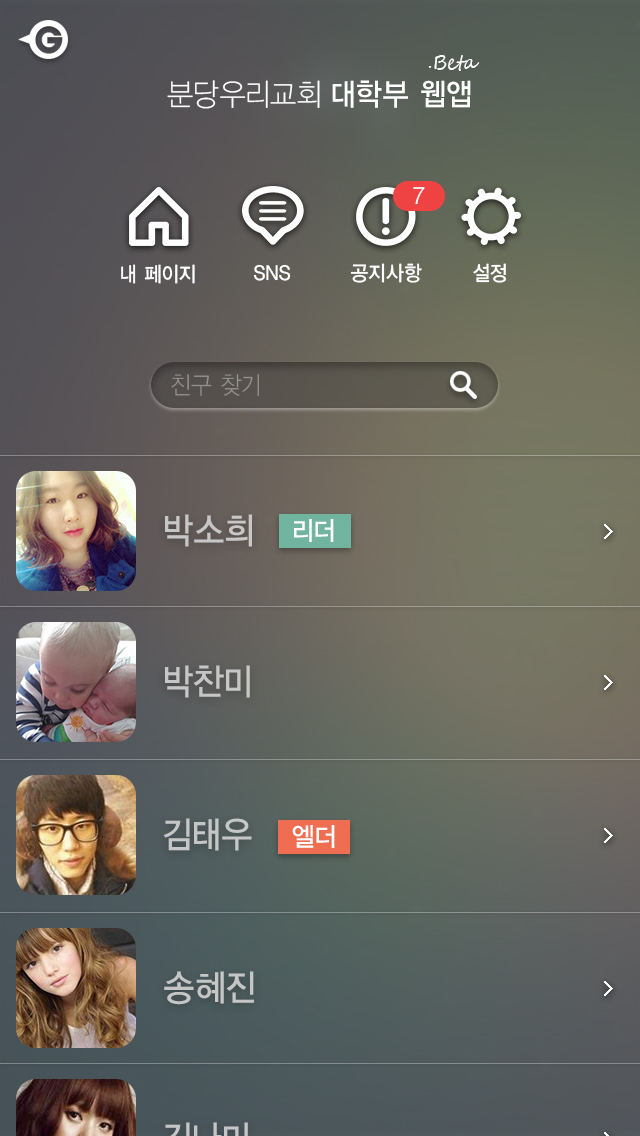 G
.Beta
분당우리교회 대학부 웹앱
7
내 페이지
SNS
공지사항
설정
친구 찾기
박소희 리더
박찬미
김태우 엘더
송혜진